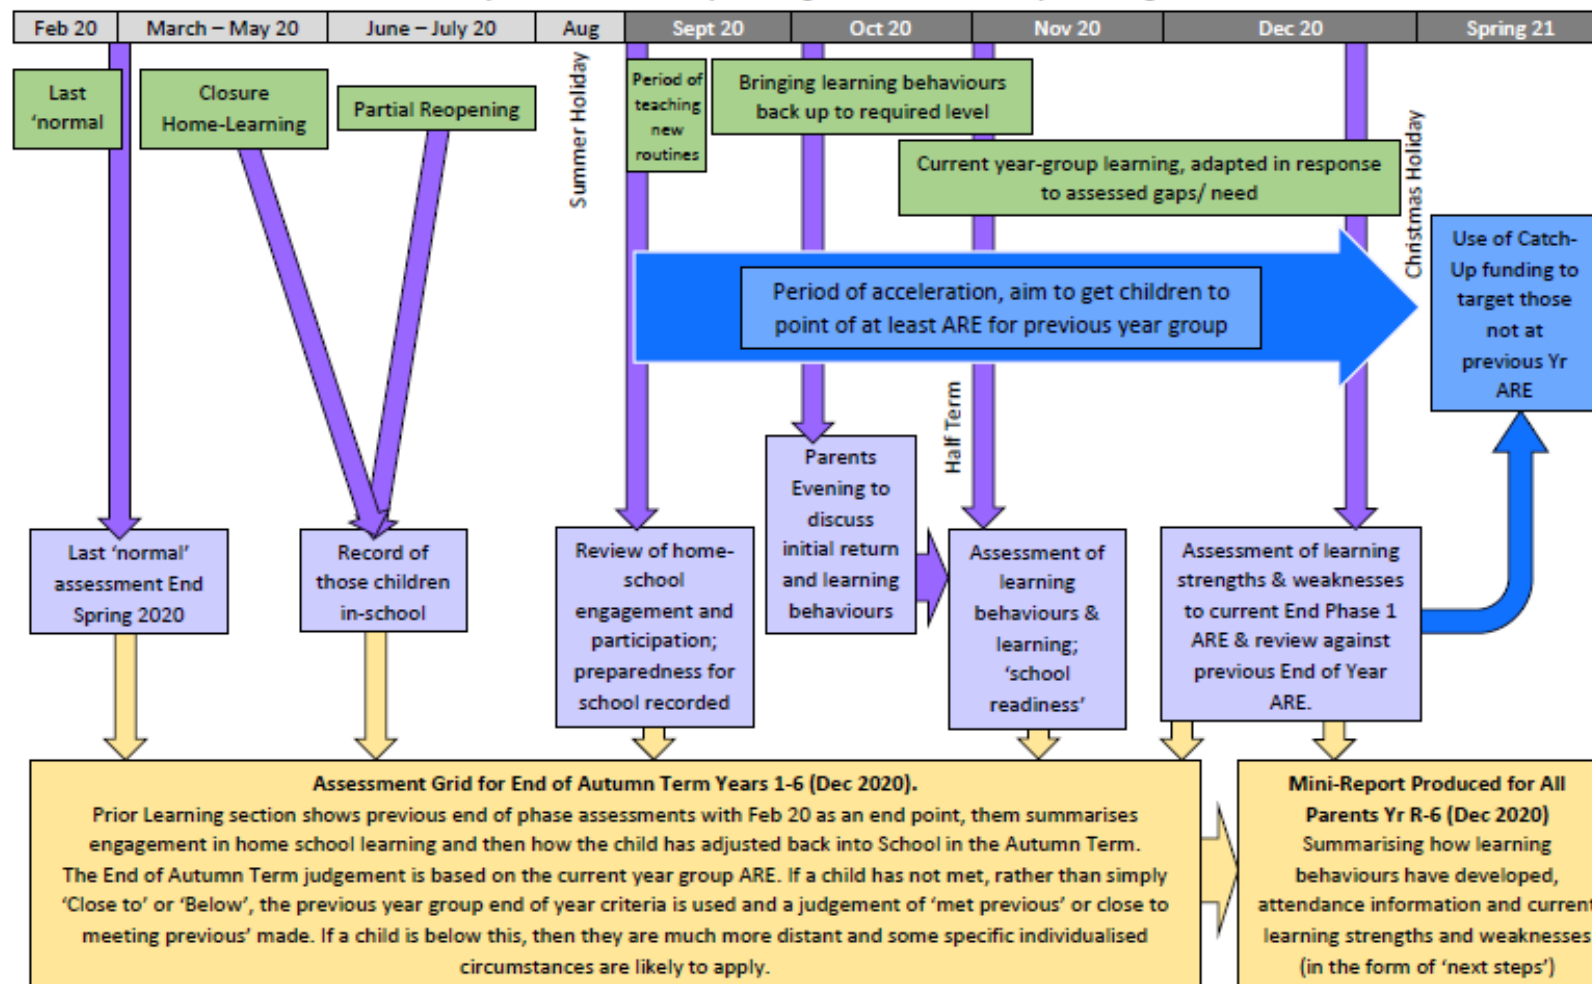 Feb 20
March – May 20
June – July 20
Aug
Sept 20
Oct 20
Nov 20
Dec 20
Spring 21
Last
‘normal
Closure
Home-Learning
Partial Reopening
Summer Holiday
Period of
teaching
new
routines
Bringing learning behaviours
back up to required level
Current year-group learning, adapted in response
to assessed gaps/ need
Christmas Holiday
Period of acceleration, aim to get children to
point of at least ARE for previous year group
Use of Catch-
Up funding to
target those
not at
previous Yr
ARE
Half Term
Last ‘normal’
assessment End
Spring 2020
Record of
those children
in-school
Review of home-
school
engagement and
participation;
preparedness for
school recorded
Parents
Evening to
discuss
initial return
and learning
behaviours
Assessment of
learning
behaviours &
learning;
‘school
readiness’
Assessment of learning
strengths & weaknesses
to current End Phase 1
ARE & review against
previous End of Year
ARE.
Assessment Grid for End of Autumn Term Years 1-6 (Dec 2020).
Prior Learning section shows previous end of phase assessments with Feb 20 as an end point, them summarises
engagement in home school learning and then how the child has adjusted back into School in the Autumn Term.
The End of Autumn Term judgement is based on the current year group ARE. If a child has not met, rather than simply
‘Close to’ or ‘Below’, the previous year group end of year criteria is used and a judgement of ‘met previous’ or close to
meeting previous’ made. If a child is below this, then they are much more distant and some specific individualised
circumstances are likely to apply.
Mini-Report Produced for All
Parents Yr R-6 (Dec 2020)
Summarising how learning
behaviours have developed,
attendance information and current
learning strengths and weaknesses
(in the form of ‘next steps’)